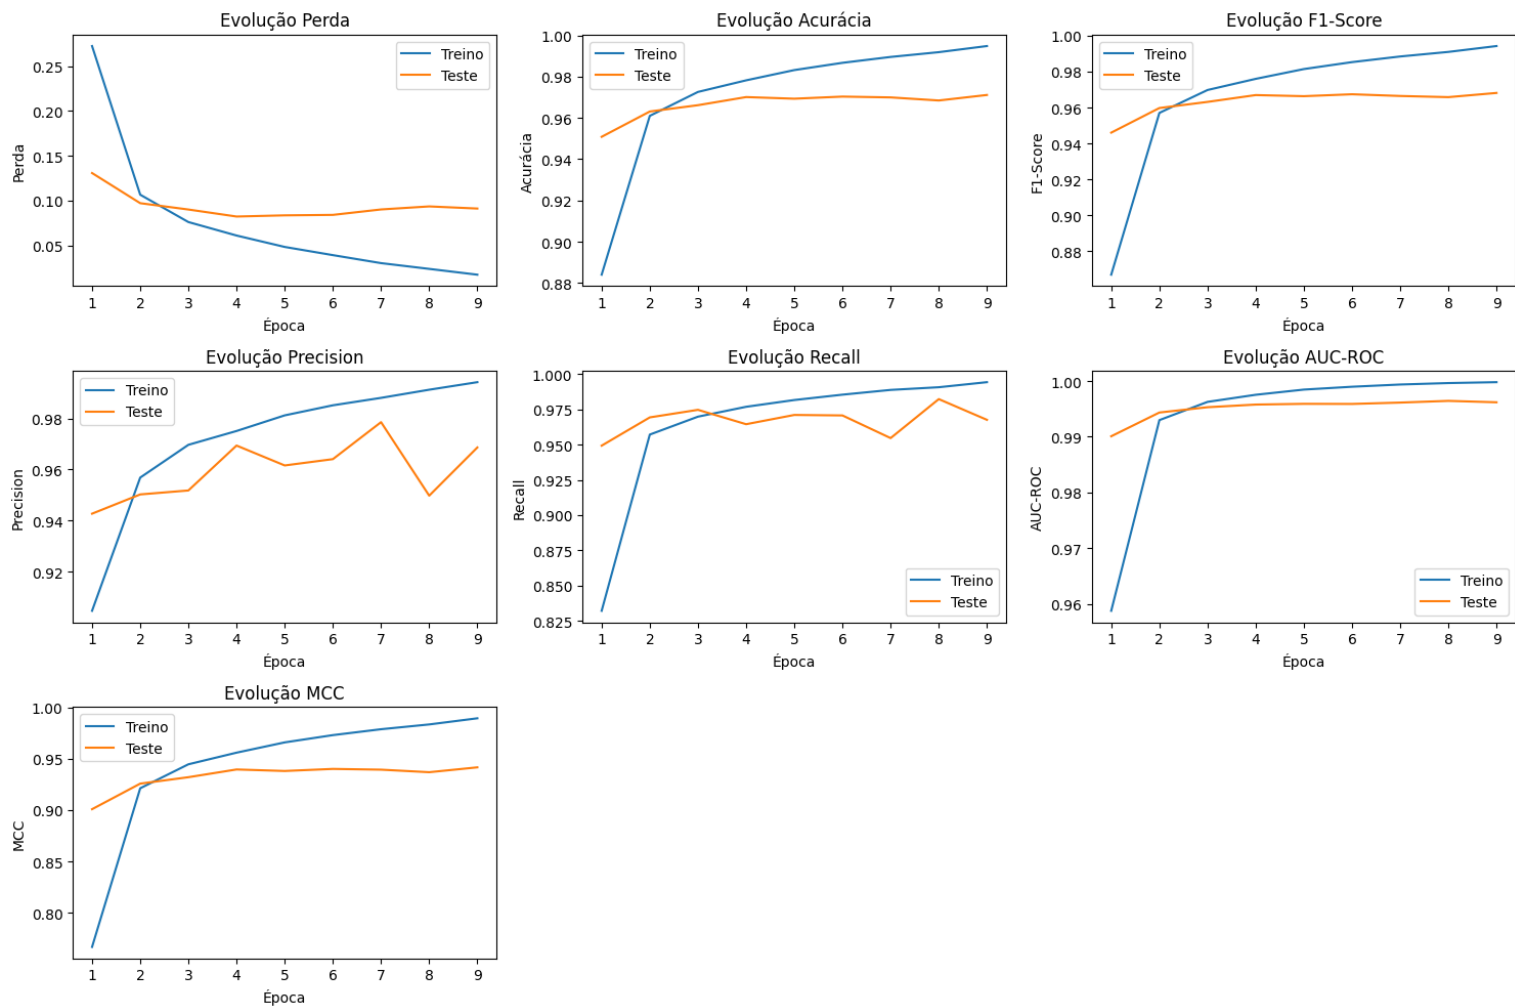 Evolução Perda
Perda
0.25
0.20
0.15
0.10
0.05
Treino
Teste
1 2 3 4 5 6 7 8 9
Época
Evolução Acurácia
Acurácia
1.00
0.98
0.96
0.94
0.92
0.90
0.88
Treino
Teste
1 2 3 4 5 6 7 8 9
Época
Evolução F1-Score
F1-Score
1.00
0.98
0.96
0.94
0.92
0.90
0.88
Treino
Teste
1 2 3 4 5 6 7 8 9
Época
Evolução Precision
Precision
0.98
0.96
0.94
0.92
Treino
Teste
1 2 3 4 5 6 7 8 9
Época
Evolução Recall
Recall
1.000
0.975
0.950
0.925
0.900
0.875
0.850
0.825
Treino
Teste
1 2 3 4 5 6 7 8 9
Época
Evolução AUC-ROC
AUC-ROC
1.00
0.99
0.98
0.97
0.96
Treino
Teste
1 2 3 4 5 6 7 8 9
Época
Evolução MCC
MCC
1.00
0.95
0.90
0.85
0.80
Treino
Teste
1 2 3 4 5 6 7 8 9
Época